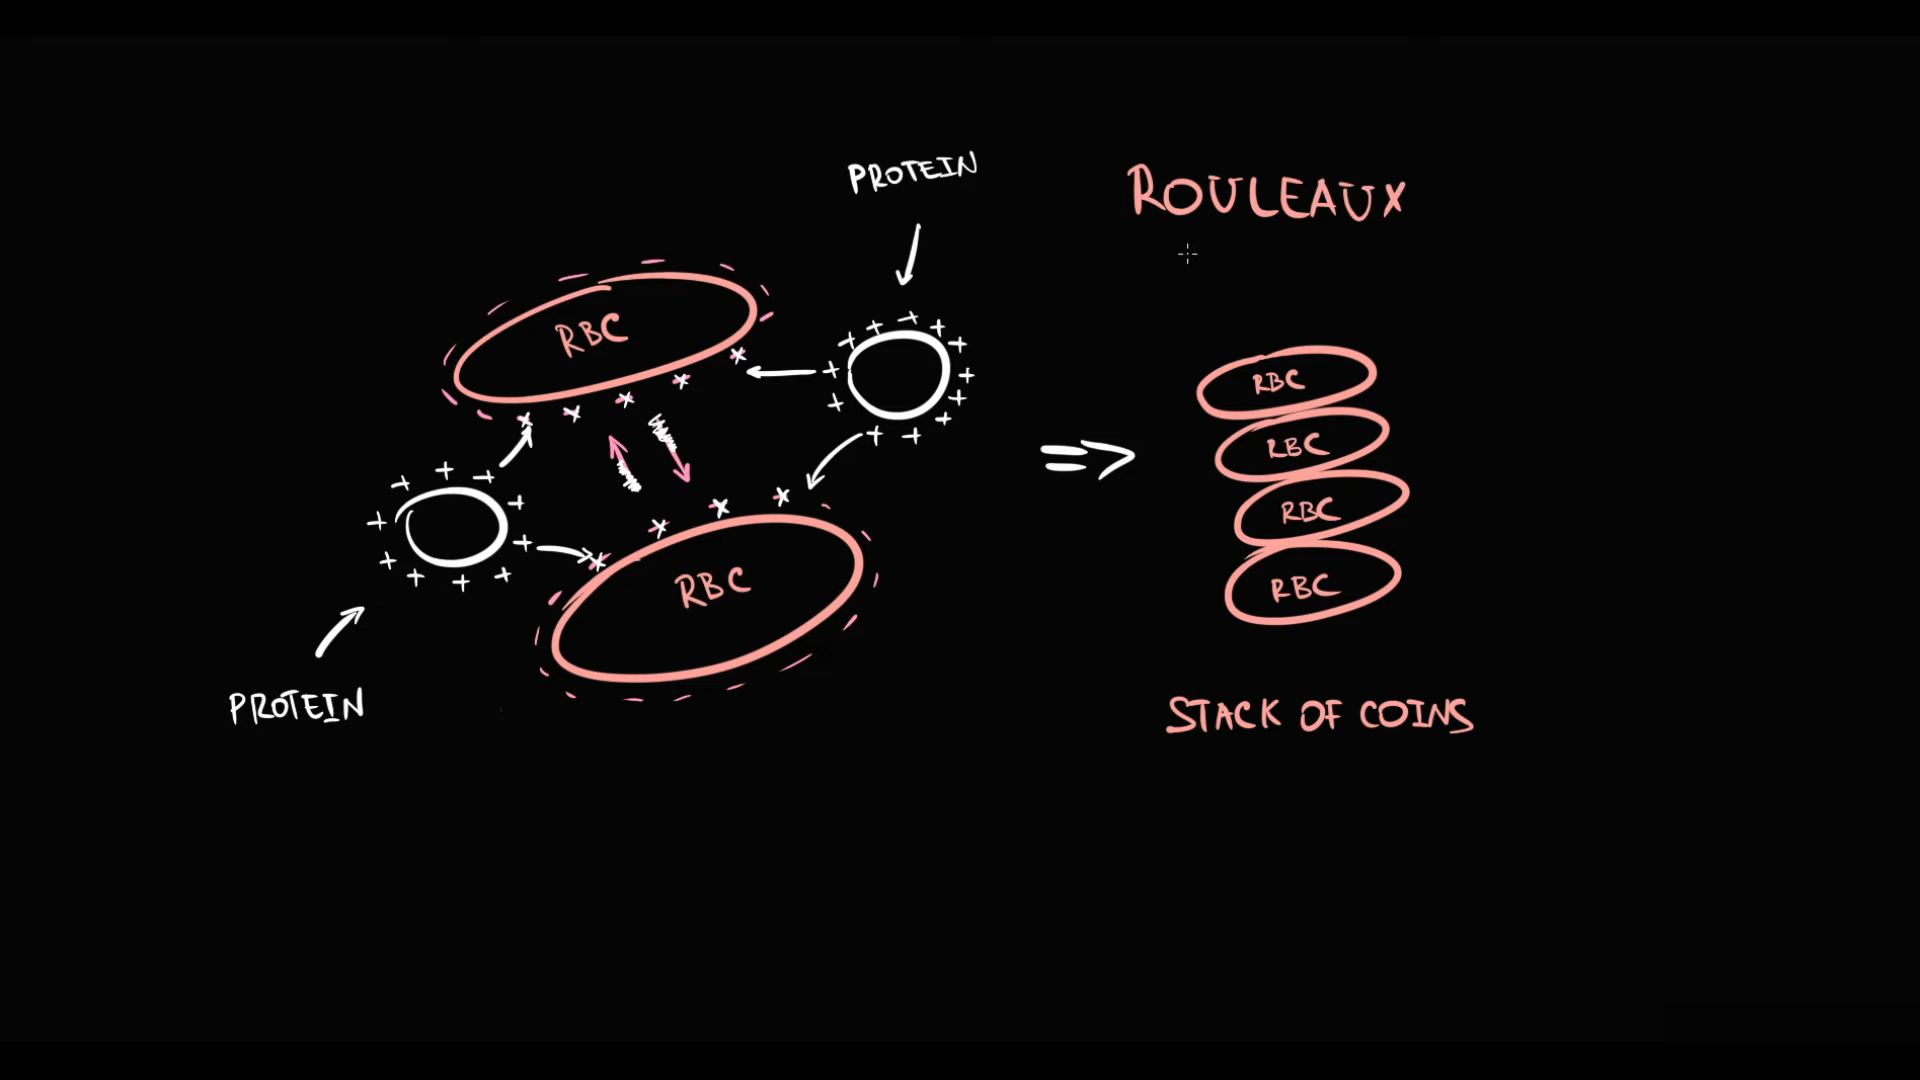 PROTEIN
ROULEAUX
RBC
RBC
PROTEIN
RBC
RBC
RBC
RBC
STACK OF COINS